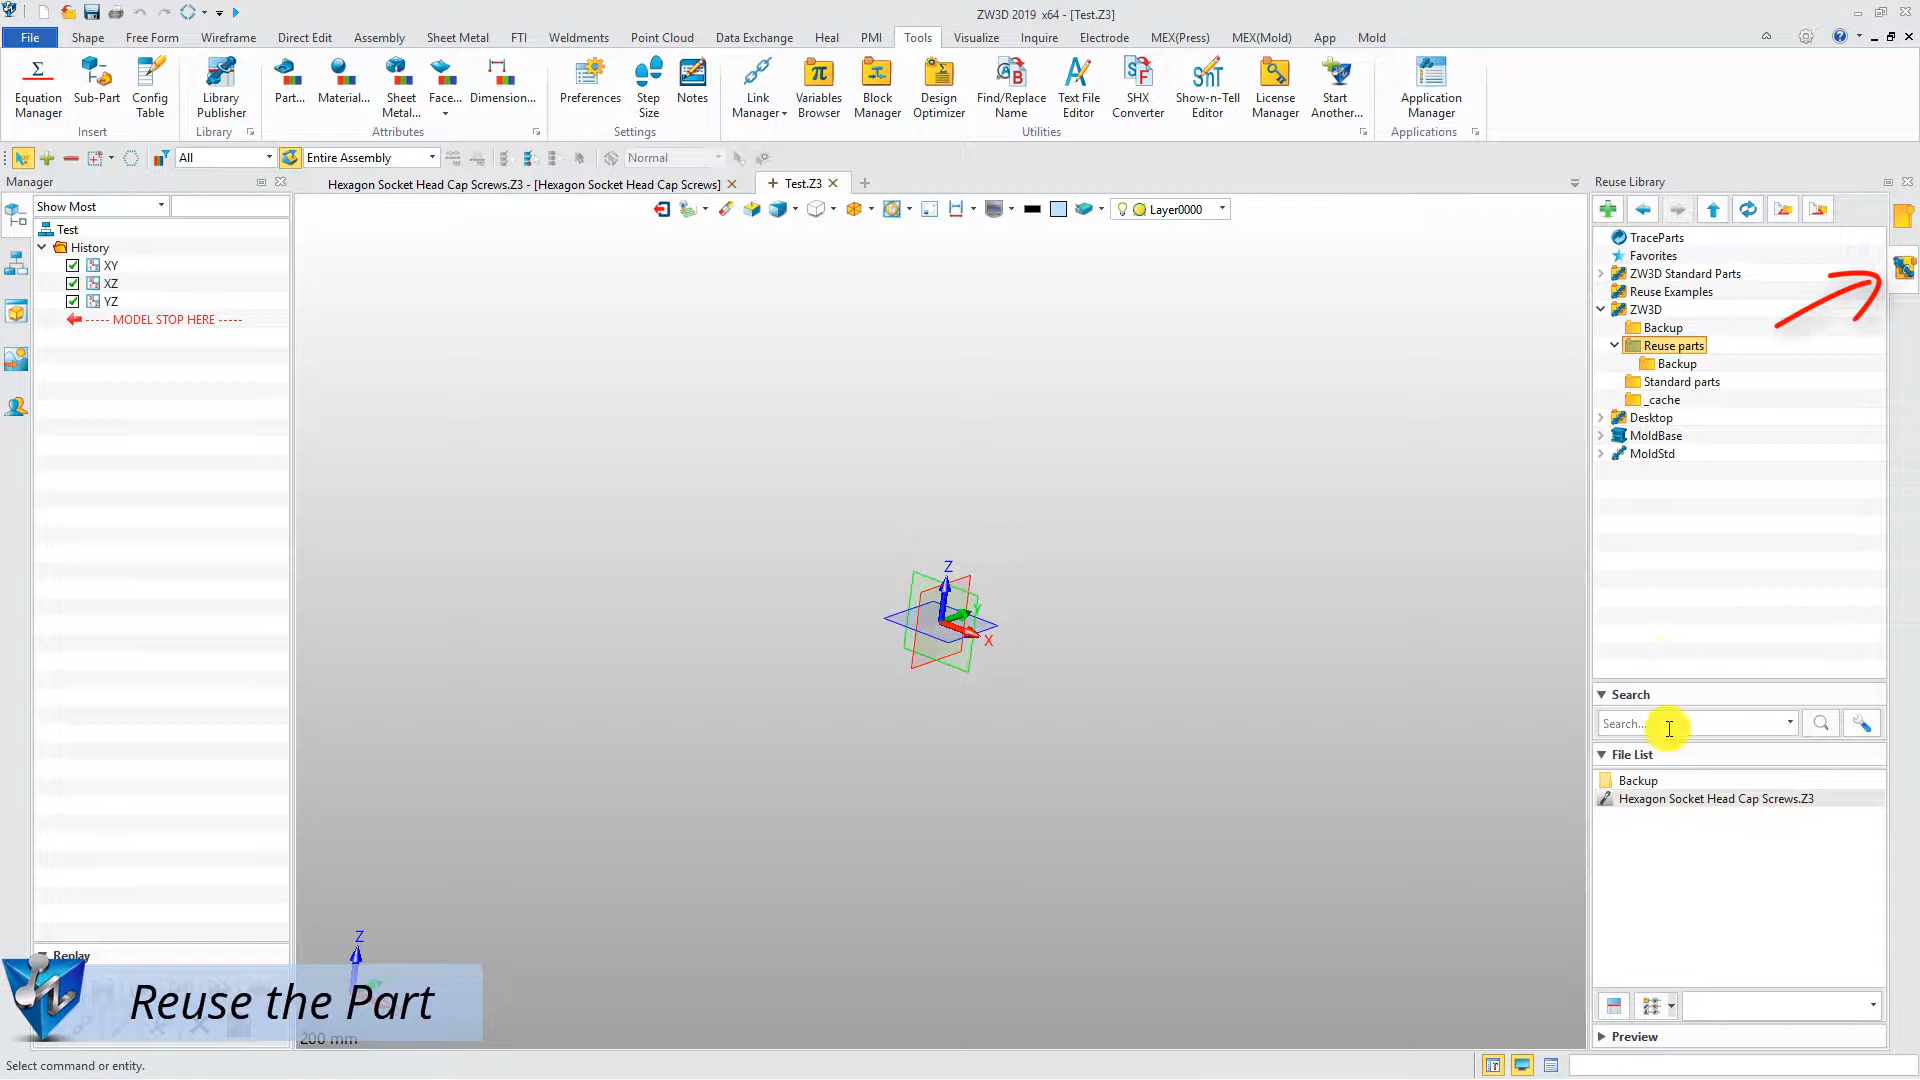 ZW3D 2019 x64 - [Test.Z3]
File Shape Free Form Wireframe Direct Edit Assembly Sheet Metal FTI Weldments Point Cloud Data Exchange Heal PMI Tools Visualize Inquire Electrode MEX(Press) MEX(Mold) App Mold
Equation Manager
Sub-Part
Config Table
Insert
Library Publisher
Library
Part...
Material...
Sheet Metal...
Face...
Dimension...
Attributes
Preferences
Step Size
Notes
Settings
Link Manager
Variables Browser
Block Manager
Design Optimizer
Find/Replace Name
Text File Editor
SHX Converter
Show-n-Tell Editor
License Manager
Start Another...
Utilities
Application Manager
Applications
All
Entire Assembly
Normal
Manager
Hexagon Socket Head Cap Screws.Z3 - [Hexagon Socket Head Cap Screws]
Test.Z3
Layer0000
Show Most
Test
History
XY
XZ
YZ
----- MODEL STOP HERE -----
Z
Y
X
Z
Replay
Reuse the Part
200 mm
Select command or entity.
Reuse Library
TraceParts
Favorites
ZW3D Standard Parts
Reuse Examples
ZW3D
Backup
Reuse parts
Backup
Standard parts
_cache
Desktop
MoldBase
MoldStd
Search
Search...
File List
Backup
Hexagon Socket Head Cap Screws.Z3
Preview